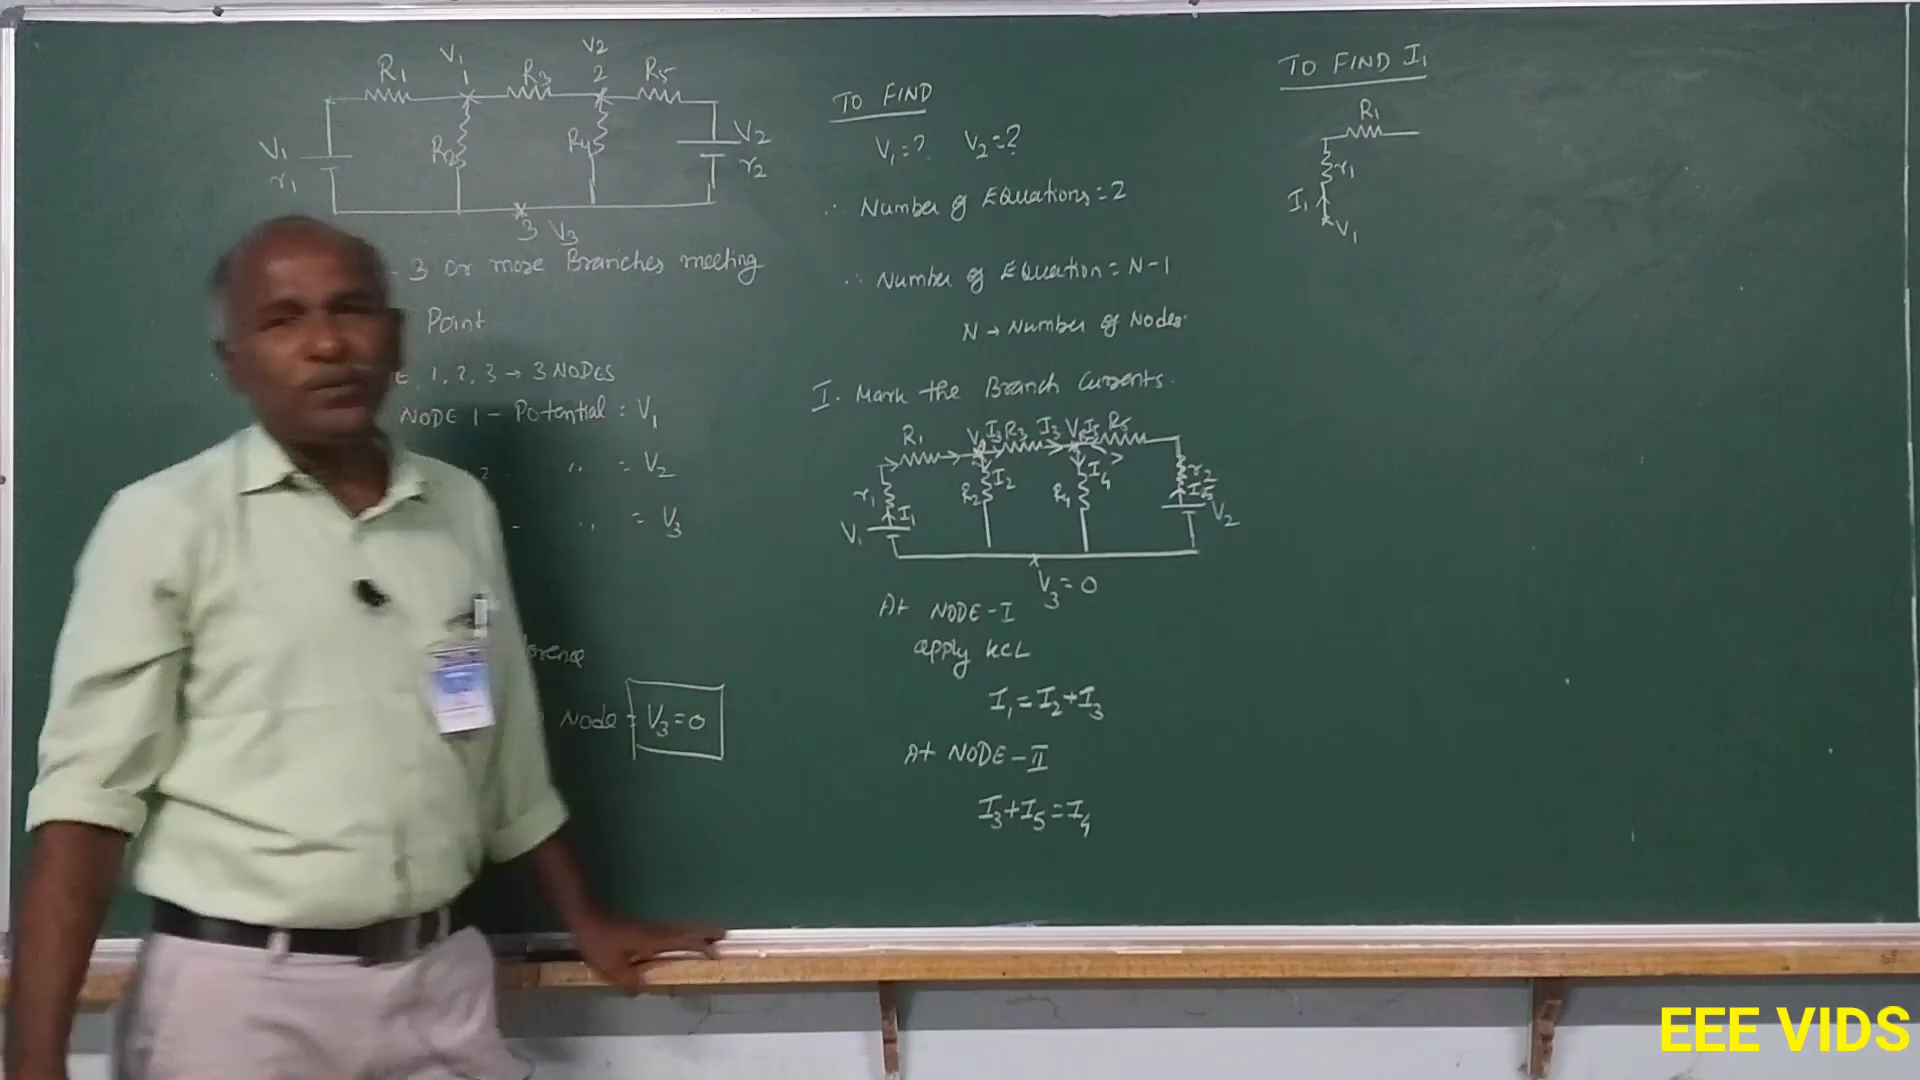 V1 V2
R1 1 R3 2 R5
V1 r1 R2 R4 V2 r2
3 V3
- 3 Or more Branches meeting
Point
1, 2, 3 → 3 NODES
NODE 1 - Potential = V1
2 " = V2
- " = V3
Node = V3=0
TO FIND
V1=? V2=?
∴ Number of Equations=2
∴ Number of Equation=N-1
N → Number of Nodes.
I. Mark the Branch Currents.
R1 I3 R3 I3 I5 R5
r1 I1 R2 I2 R4 I4 r2 I5
V1 V2
V3=0
At NODE-I
apply KCL
I1=I2+I3
At NODE-II
I3+I5=I4
TO FIND I1
R1
r1
I1
V1
EEE VIDS